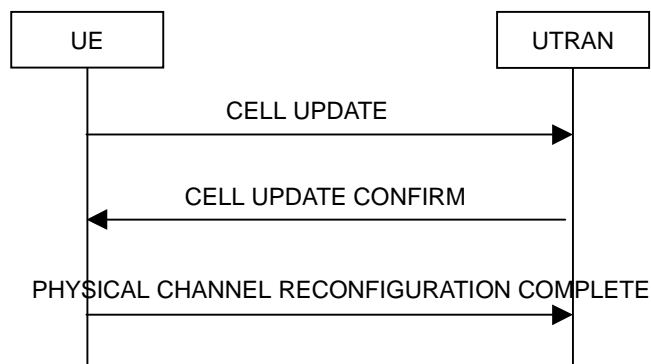 UE
UTRAN
CELL UPDATE
CELL UPDATE CONFIRM
PHYSICAL CHANNEL RECONFIGURATION COMPLETE